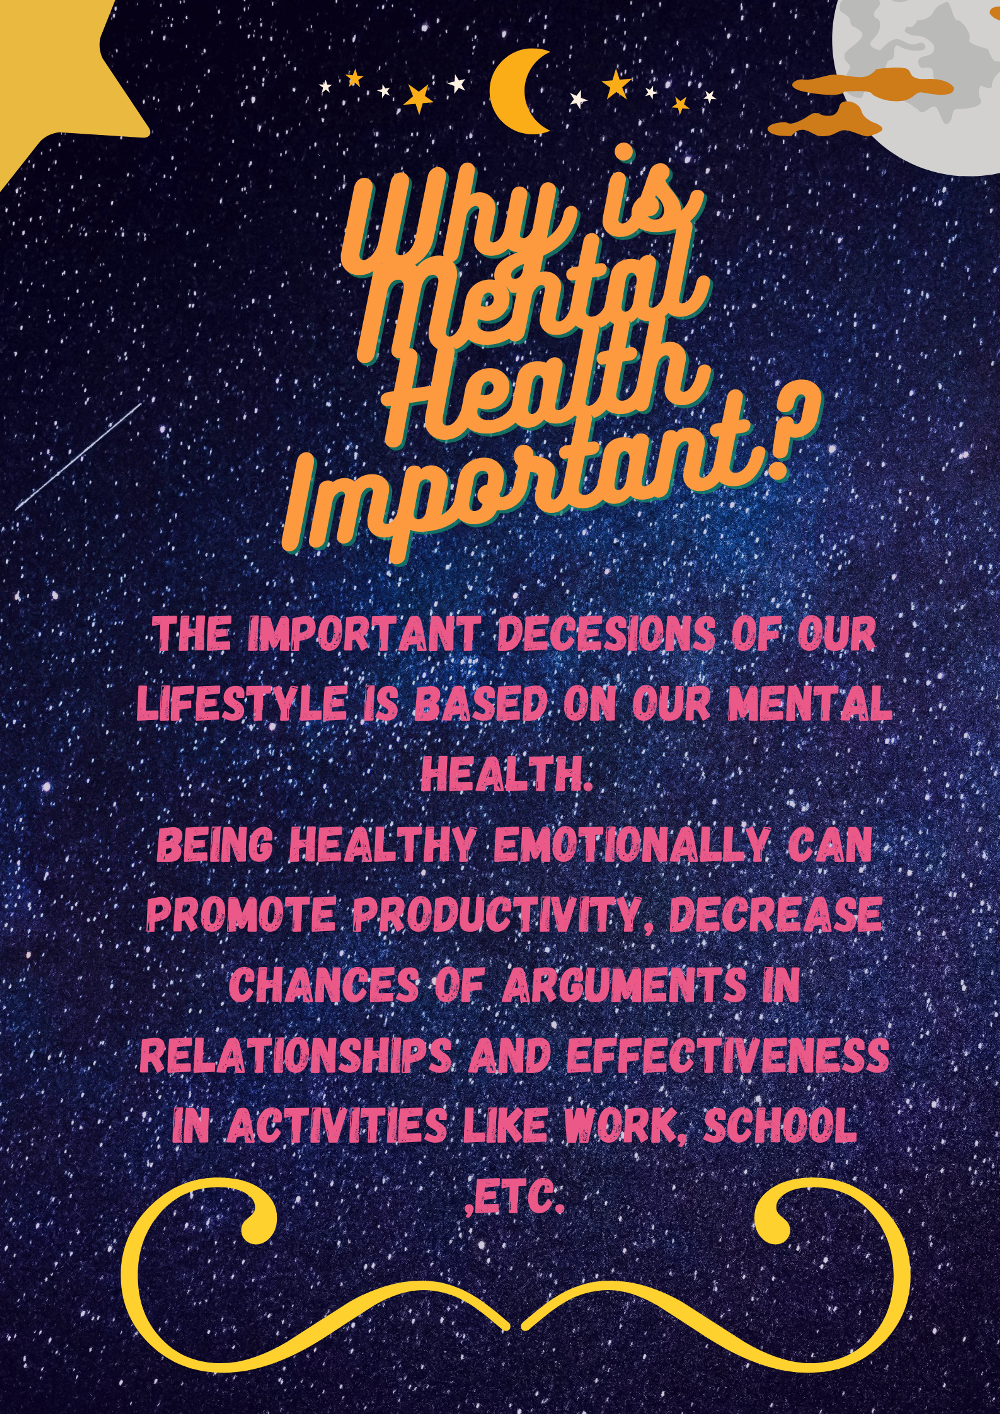 Why is
Mental
Health
Important?
THE IMPORTANT DECESIONS OF OUR
LIFESTYLE IS BASED ON OUR MENTAL
HEALTH.
BEING HEALTHY EMOTIONALLY CAN
PROMOTE PRODUCTIVITY, DECREASE
CHANCES OF ARGUMENTS IN
RELATIONSHIPS AND EFFECTIVENESS
IN ACTIVITIES LIKE WORK, SCHOOL
,ETC.